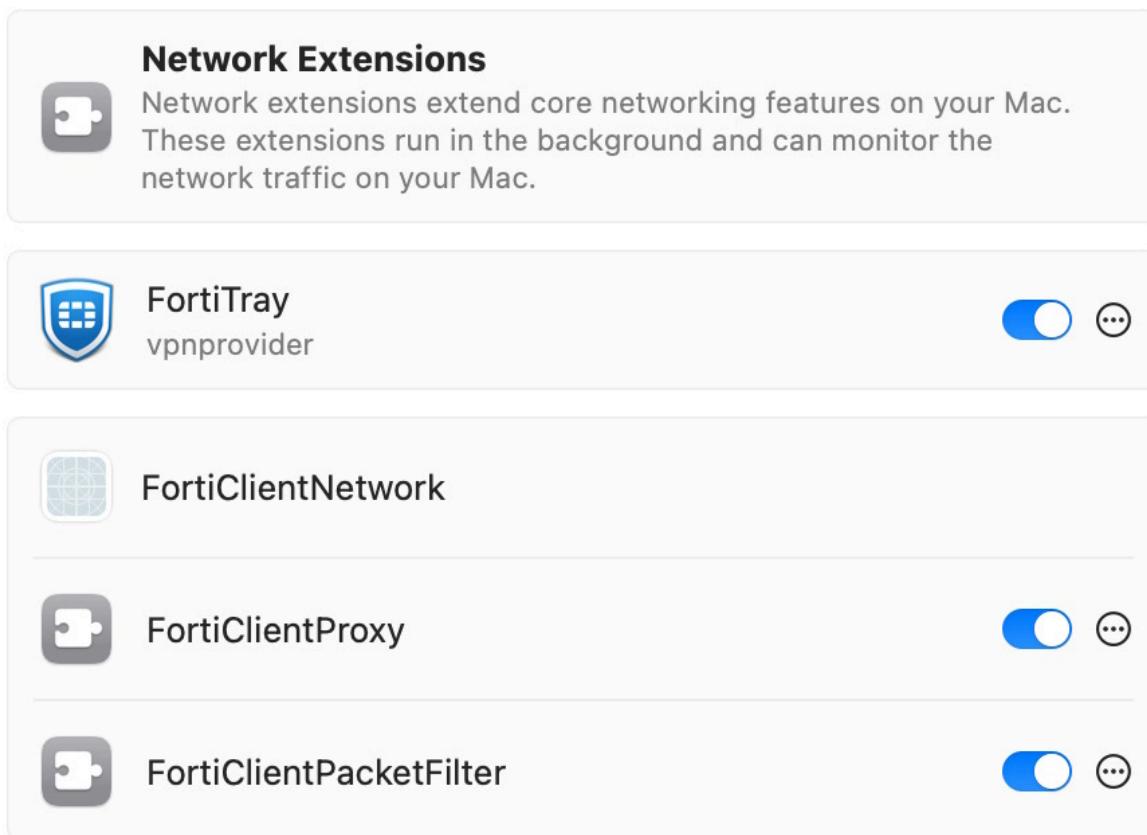 Network Extensions
Network extensions extend core networking features on your Mac.
These extensions run in the background and can monitor the
network traffic on your Mac.
FortiTray
vpnprovider
FortiClientNetwork
FortiClientProxy
FortiClientPacketFilter